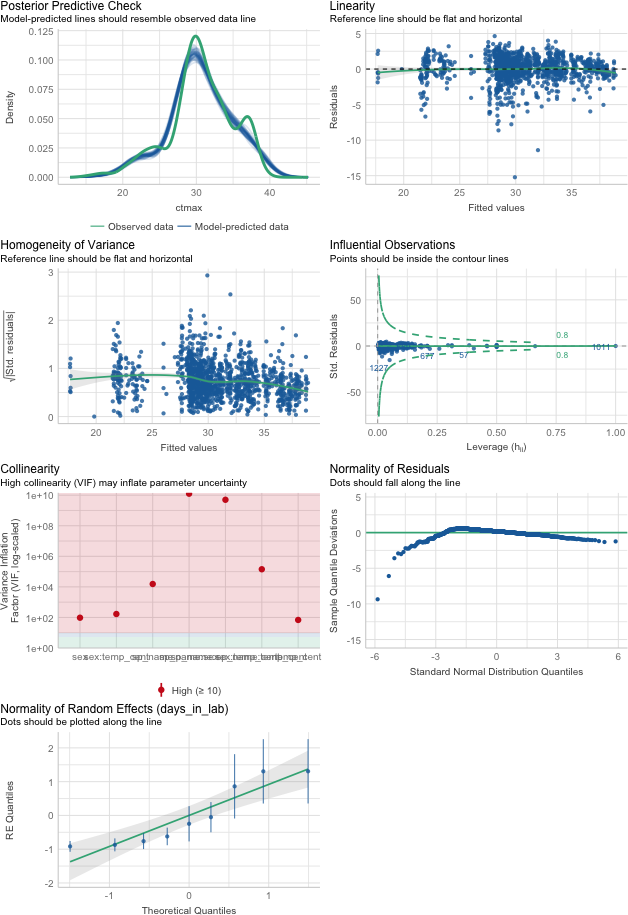 Posterior Predictive Check
Model-predicted lines should resemble observed data line
0.125
0.100
0.075
0.050
0.025
0.000
Density
20
30
40
ctmax
Observed data
Model-predicted data
Linearity
Reference line should be flat and horizontal
5
0
-5
-10
-15
Residuals
20
25
30
35
Fitted values
Homogeneity of Variance
Reference line should be flat and horizontal
3
2
1
0
√|Std. residuals|
20
25
30
35
Fitted values
Influential Observations
Points should be inside the contour lines
50
0
-50
Std. Residuals
0.8
0.8
1227
677
57
1011
0.00
0.25
0.50
0.75
1.00
Leverage (hii)
Collinearity
High collinearity (VIF) may inflate parameter uncertainty
1e+10
1e+08
1e+06
1e+04
1e+02
1e+00
Variance Inflation
Factor (VIF, log-scaled)
sex
High (≥ 10)
Normality of Residuals
Dots should fall along the line
5
0
-5
-10
-15
Sample Quantile Deviations
-6
-3
0
3
6
Standard Normal Distribution Quantiles
Normality of Random Effects (days_in_lab)
Dots should be plotted along the line
2
1
0
-1
-2
RE Quantiles
-1
0
1
Theoretical Quantiles